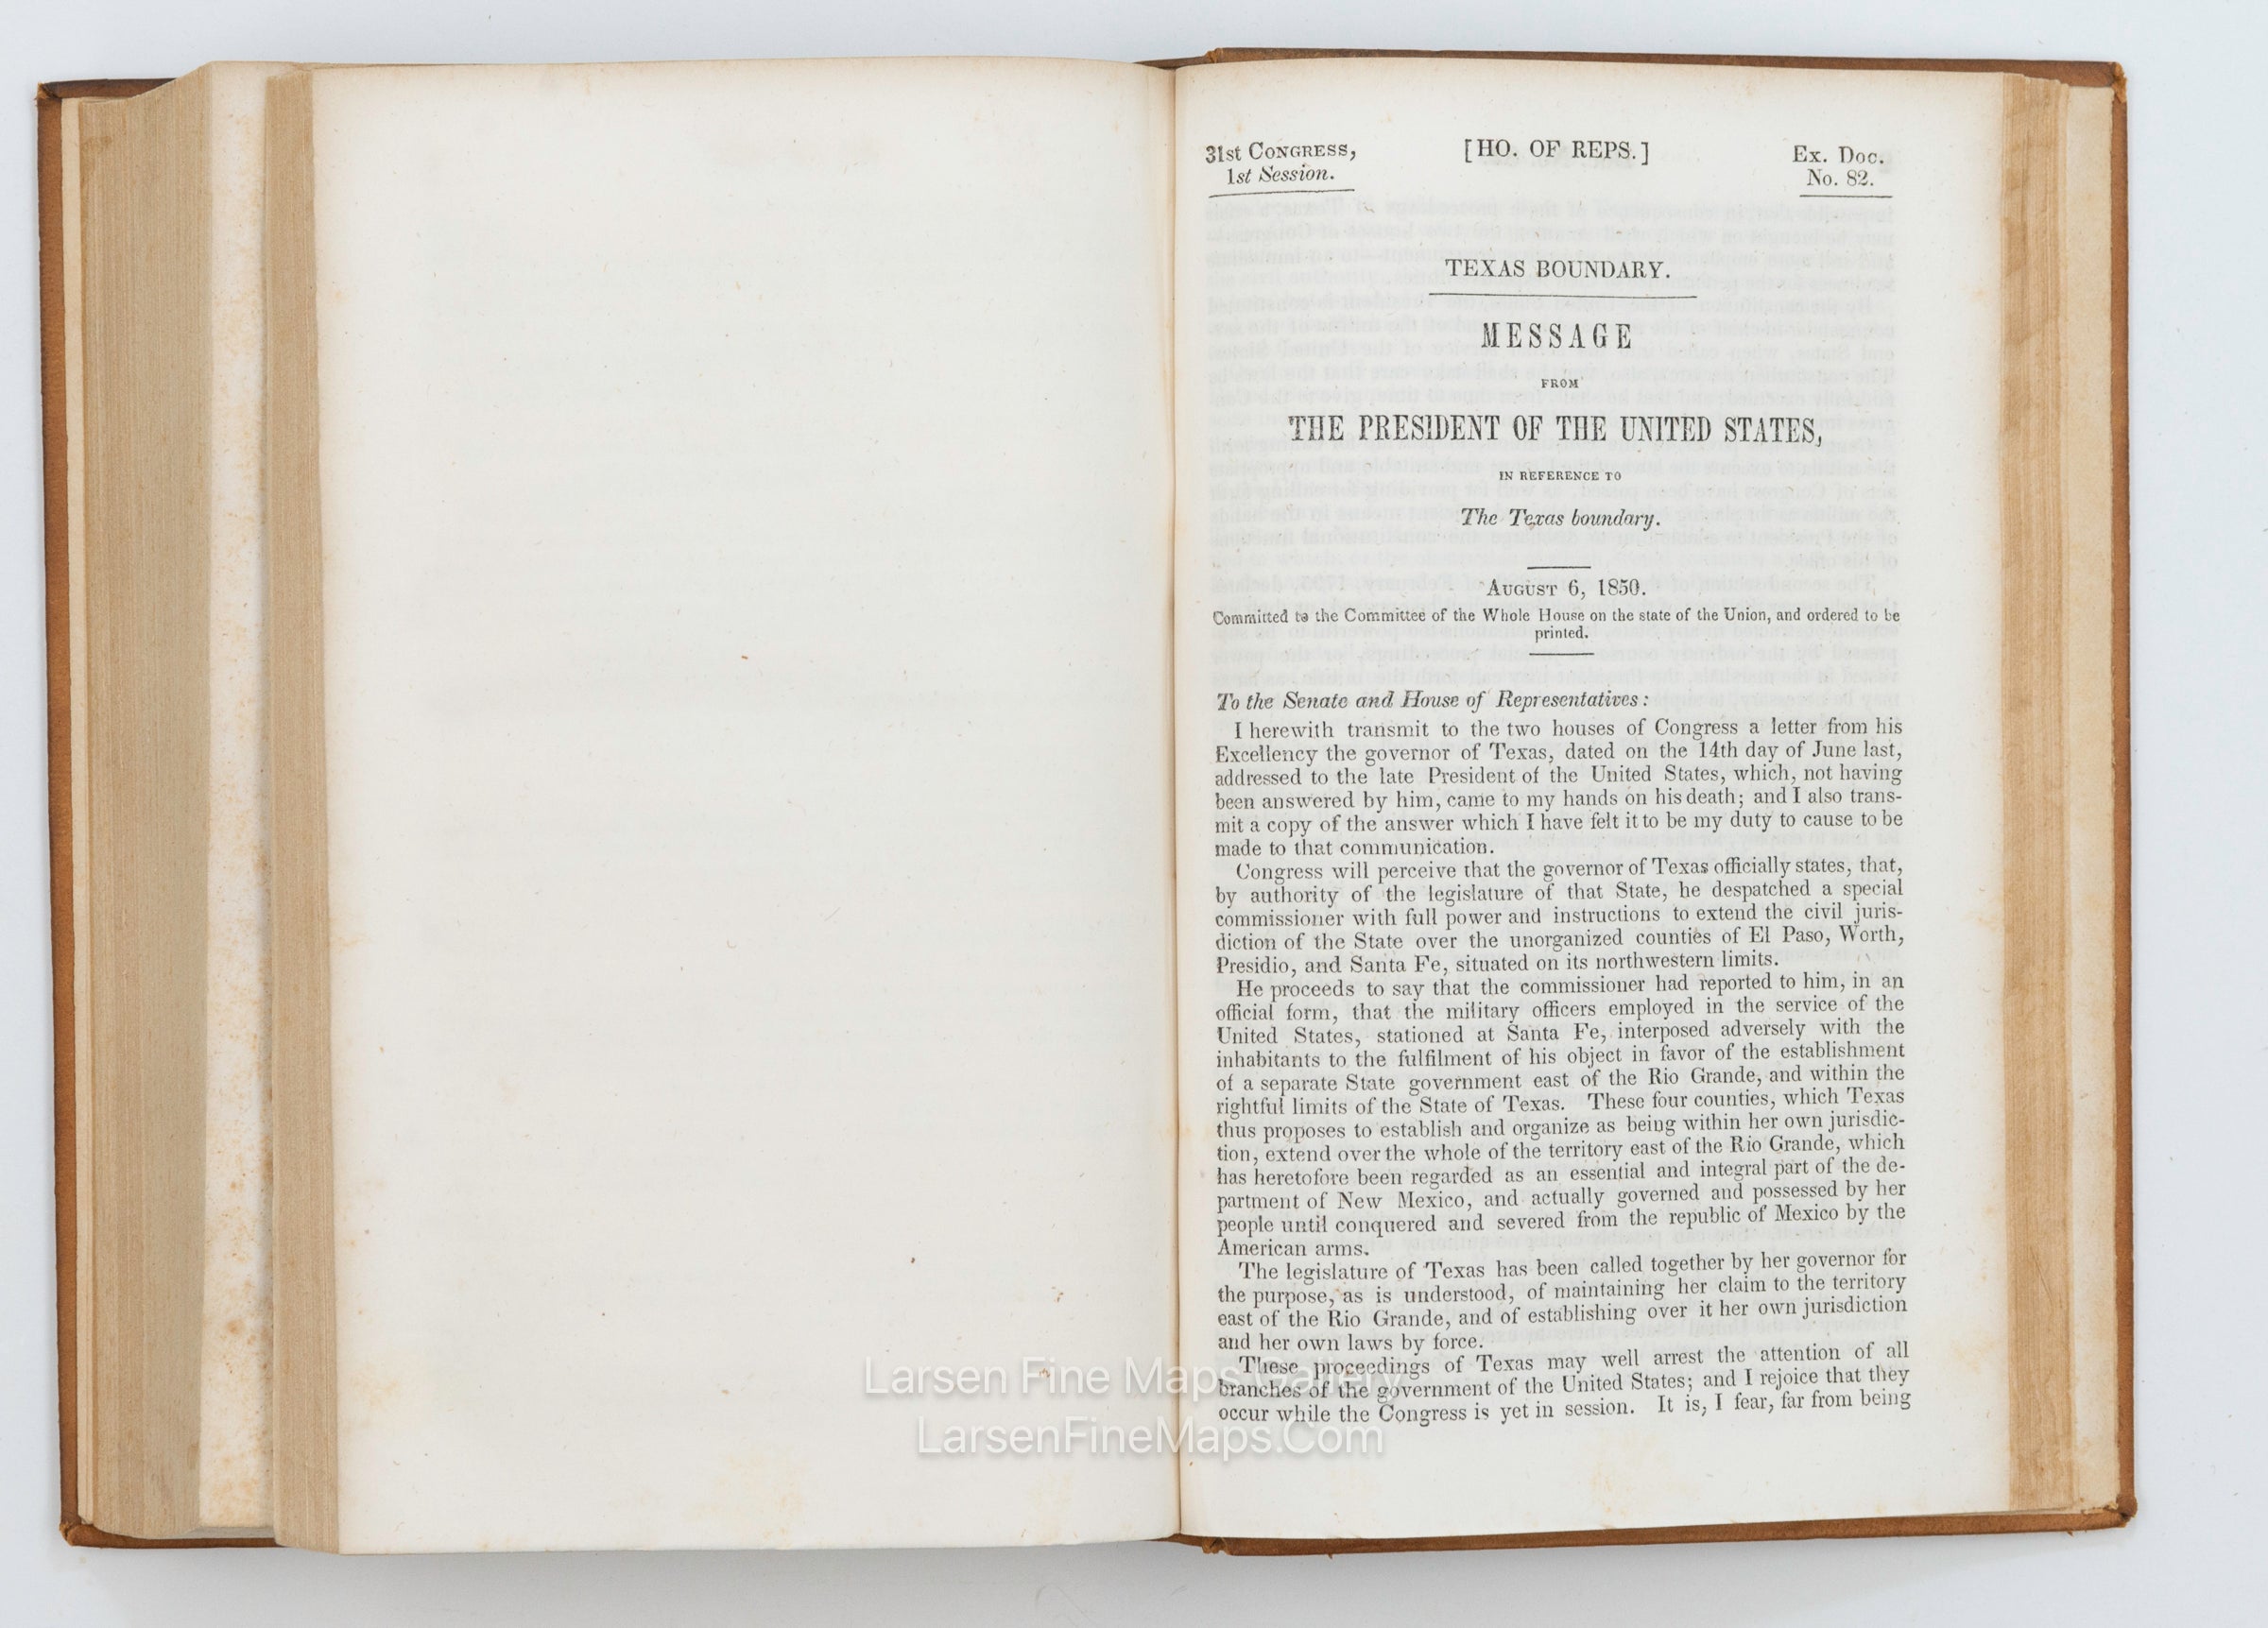 31st Congress,
1st Session.
[HO. OF REPS.]
Ex. Doc.
No. 82.
TEXAS BOUNDARY.
MESSAGE
FROM
THE PRESIDENT OF THE UNITED STATES,
IN REFERENCE TO
The Texas boundary.
August 6, 1850.
Committed to the Committee of the Whole House on the state of the Union, and ordered to be
printed.
To the Senate and House of Representatives:
I herewith transmit to the two houses of Congress a letter from his
Excellency the governor of Texas, dated on the 14th day of June last,
addressed to the late President of the United States, which, not having
been answered by him, came to my hands on his death; and I also trans-
mit a copy of the answer which I have felt it to be my duty to cause to be
made to that communication.
Congress will perceive that the governor of Texas officially states, that,
by authority of the legislature of that State, he despatched a special
commissioner with full power and instructions to extend the civil juris-
diction of the State over the unorganized counties of El Paso, Worth,
Presidio, and Santa Fe, situated on its northwestern limits.
He proceeds to say that the commissioner had reported to him, in an
official form, that the military officers employed in the service of the
United States, stationed at Santa Fe, interposed adversely with the
inhabitants to the fulfilment of his object in favor of the establishment
of a separate State government east of the Rio Grande, and within the
rightful limits of the State of Texas. These four counties, which Texas
thus proposes to establish and organize as being within her own jurisdic-
tion, extend over the whole of the territory east of the Rio Grande, which
has heretofore been regarded as an essential and integral part of the de-
partment of New Mexico, and actually governed and possessed by her
people until conquered and severed from the republic of Mexico by the
American arms.
The legislature of Texas has been called together by her governor for
the purpose, as is understood, of maintaining her claim to the territory
east of the Rio Grande, and of establishing over it her own jurisdiction
and her own laws by force.
These proceedings of Texas may well arrest the attention of all
branches of the government of the United States; and I rejoice that they
occur while the Congress is yet in session. It is, I fear, far from being
Larsen Fine Maps Gallery
LarsenFineMaps.Com